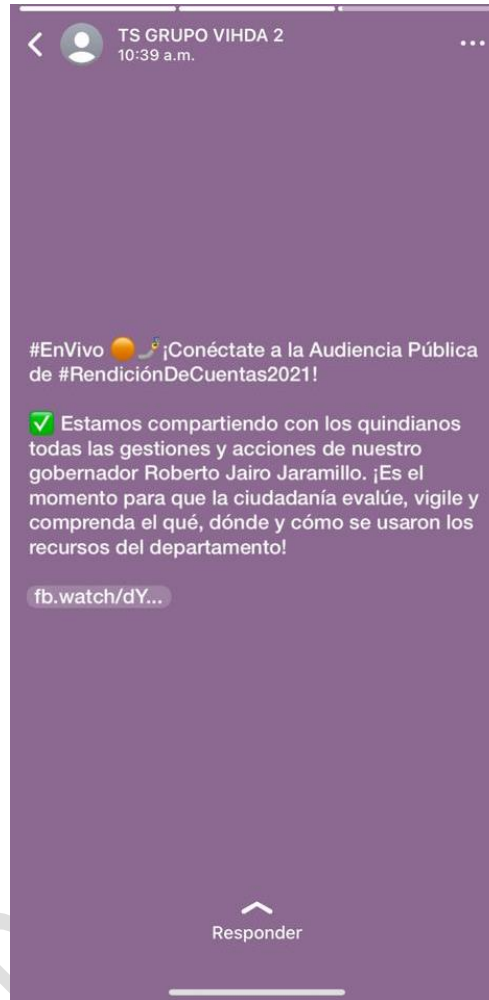 TS GRUPO VIHDA 2
10:39 a.m.
#EnVivo 🟠🤳¡Conéctate a la Audiencia Pública
de #RendiciónDeCuentas2021!
✅ Estamos compartiendo con los quindianos
todas las gestiones y acciones de nuestro
gobernador Roberto Jairo Jaramillo. ¡Es el
momento para que la ciudadanía evalúe, vigile y
comprenda el qué, dónde y cómo se usaron los
recursos del departamento!
fb.watch/dY...
Responder